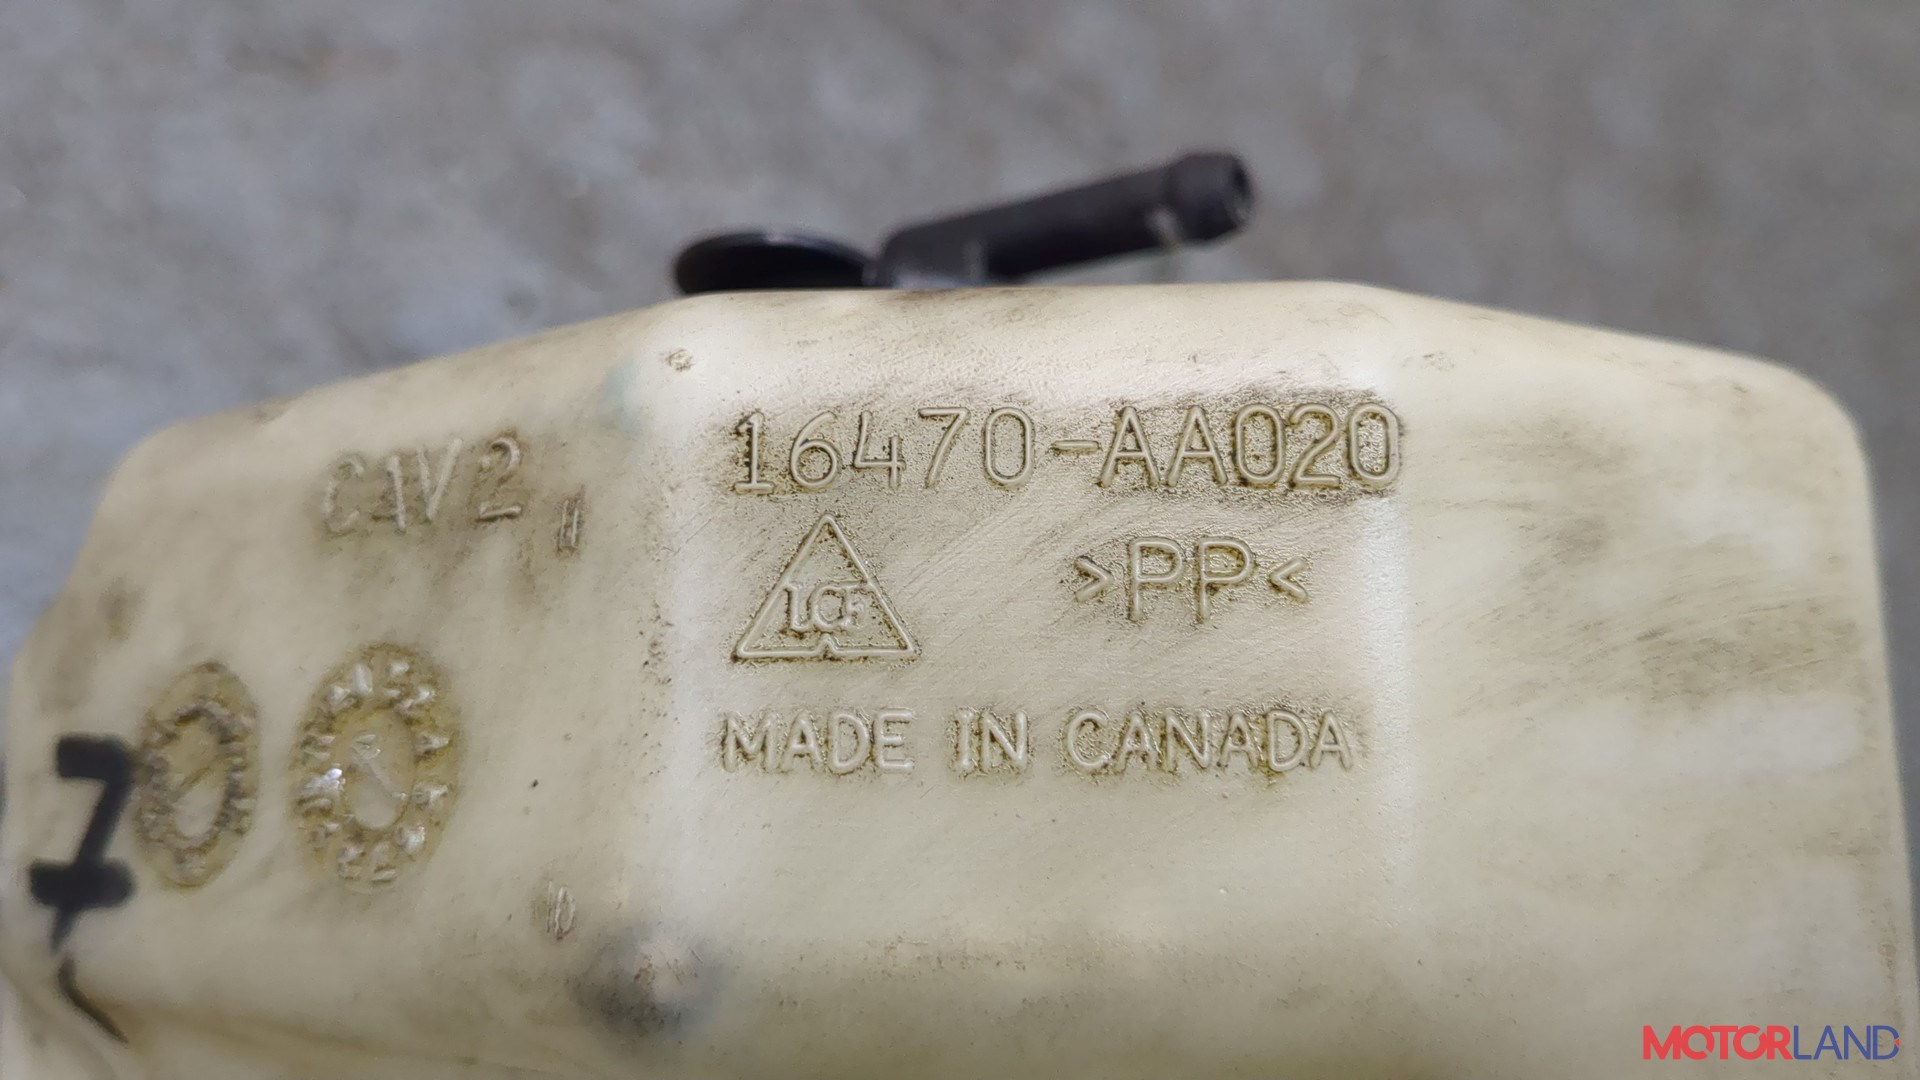 16470-AA020
CAV2
LCF
>PP<
MADE IN CANADA
MOTORLAND